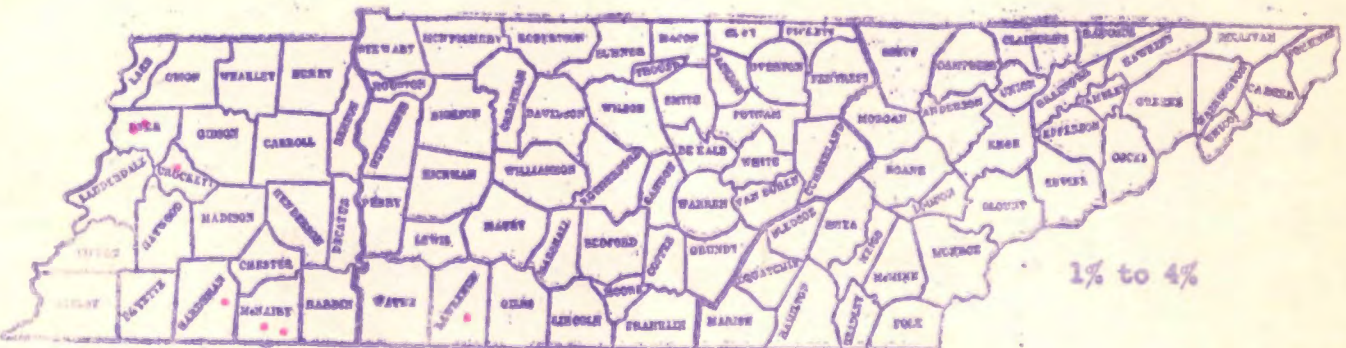 LAKE
OBION
WEAKLEY
HENRY
STEWART
MONTGOMERY
ROBERTSON
SUMNER
MACON
CLAY
PICKETT
SCOTT
CAMPBELL
CLAIBORNE
HANCOCK
HAWKINS
SULLIVAN
JOHNSON
HOUSTON
TROUSDALE
JACKSON
OVERTON
FENTRESS
UNION
GRAINGER
HAMBLEN
GREENE
WASHINGTON
CARTER
UNICOI
DYER
GIBSON
CARROLL
BENTON
HUMPHREYS
DICKSON
CHEATHAM
DAVIDSON
WILSON
SMITH
PUTNAM
MORGAN
ANDERSON
KNOX
JEFFERSON
COCKE
LAUDERDALE
CROCKETT
HICKMAN
WILLIAMSON
RUTHERFORD
CANNON
DE KALB
WHITE
CUMBERLAND
ROANE
LOUDON
BLOUNT
SEVIER
HAYWOOD
MADISON
HENDERSON
DECATUR
PERRY
LEWIS
MAURY
MARSHALL
BEDFORD
COFFEE
WARREN
VAN BUREN
GRUNDY
BLEDSOE
RHEA
MEIGS
MCMINN
MONROE
CHESTER
MOORE
SEQUATCHIE
1% to 4%
FAYETTE
HARDEMAN
MCNAIRY
HARDIN
WAYNE
LAWRENCE
GILES
LINCOLN
FRANKLIN
MARION
HAMILTON
BRADLEY
POLK